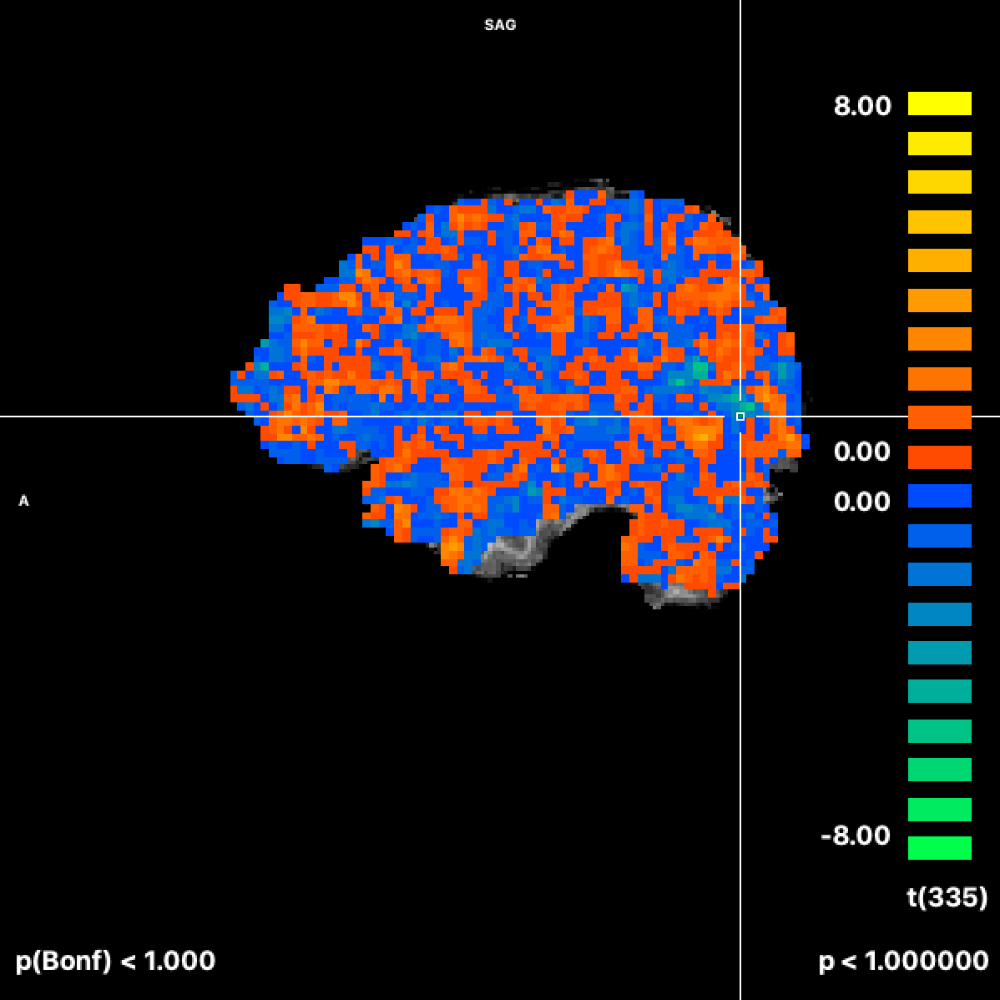 SAG
8.00
0.00
A
0.00
-8.00
t(335)
p(Bonf) < 1.000
p < 1.000000